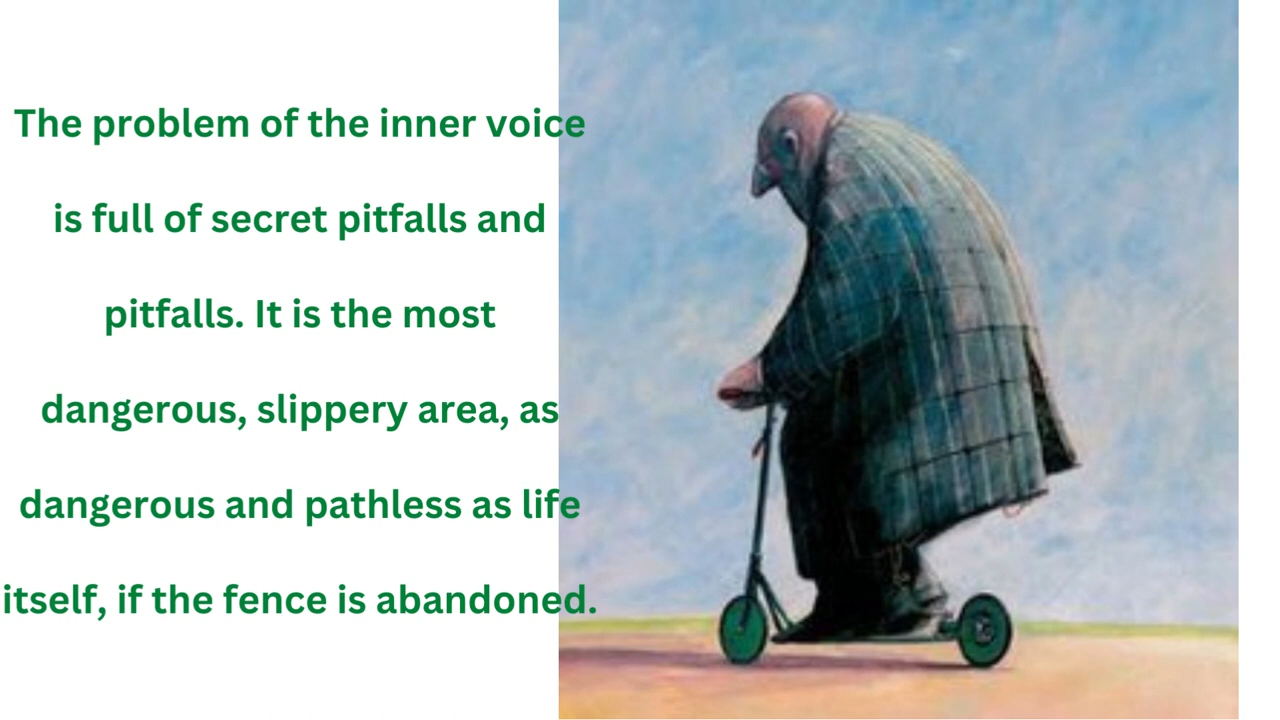 The problem of the inner voice
is full of secret pitfalls and
pitfalls. It is the most
dangerous, slippery area, as
dangerous and pathless as life
itself, if the fence is abandoned.